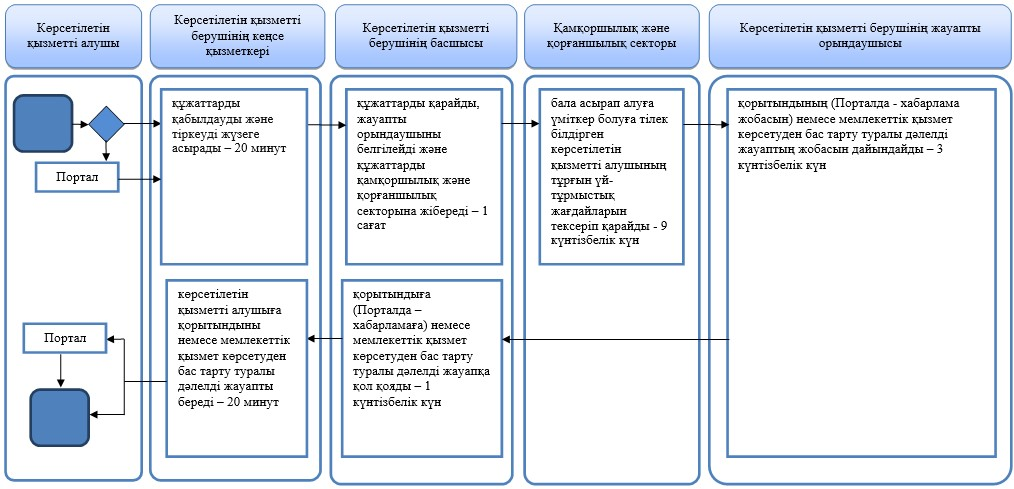 Көрсетілетін
қызметті алушы
Көрсетілетін қызметті
берушінің кеңсе
қызметкері
Көрсетілетін қызметті
берушінің басшысы
Қамқоршылық және
қорғаншылық секторы
Көрсетілетін қызметті берушінің жауапты
орындаушысы
Портал
құжаттарды
қабылдауды және
тіркеуді жүзеге
асырады – 20 минут
құжаттарды қарайды,
жауапты
орындаушыны
белгілейді және
құжаттарды
қамқоршылық және
қорғаншылық
секторына жібереді – 1
сағат
бала асырап алуға
үміткер болуға тілек
білдірген
көрсетілетін
қызметті алушының
тұрғын үй-
тұрмыстық
жағдайларын
тексеріп қарайды - 9
күнтізбелік күн
қорытындының (Порталда - хабарлама
жобасын) немесе мемлекеттік қызмет
көрсетуден бас тарту туралы дәлелді
жауаптың жобасын дайындайды – 3
күнтізбелік күн
Портал
көрсетілетін
қызметті алушыға
қорытындыны
немесе мемлекеттік
қызмет көрсетуден
бас тарту туралы
дәлелді жауапты
береді – 20 минут
қорытындыға
(Порталда –
хабарламаға) немесе
мемлекеттік қызмет
көрсетуден бас тарту
туралы дәлелді жауапқа
қол қояды – 1
күнтізбелік күн